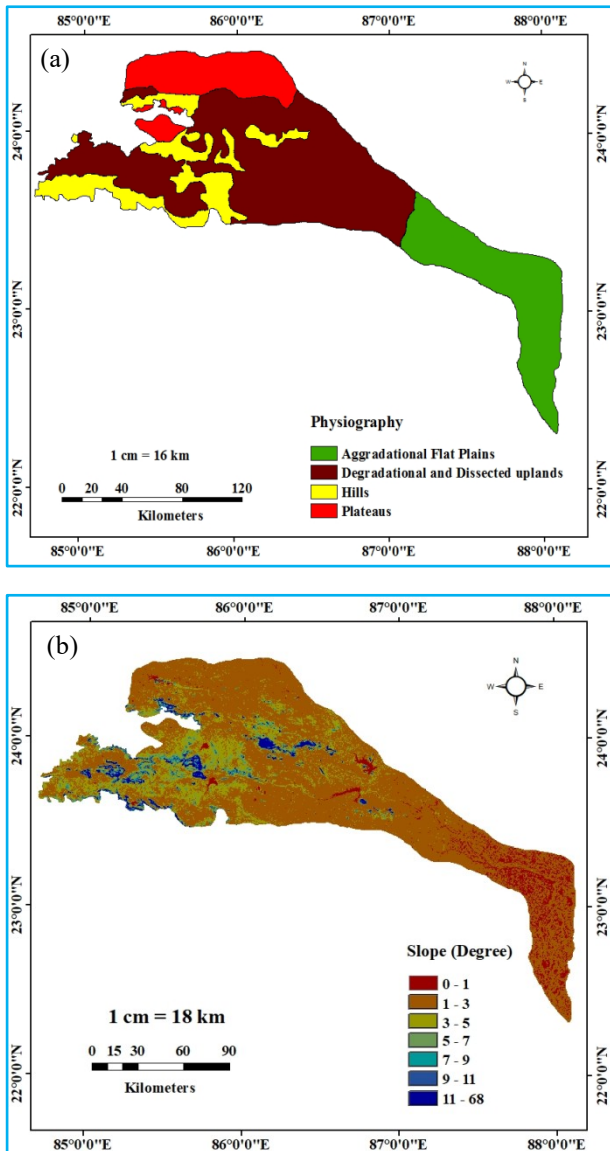 85°0'0"E 86°0'0"E 87°0'0"E 88°0'0"E
(a)
N
W E
S
24°0'0"N 24°0'0"N
23°0'0"N 23°0'0"N
22°0'0"N 22°0'0"N
Physiography
Aggradational Flat Plains
Degradational and Dissected uplands
Hills
Plateaus
1 cm = 16 km
0 20 40 80 120
Kilometers
85°0'0"E 86°0'0"E 87°0'0"E 88°0'0"E
85°0'0"E 86°0'0"E 87°0'0"E 88°0'0"E
(b)
N
W E
S
24°0'0"N 24°0'0"N
23°0'0"N 23°0'0"N
22°0'0"N 22°0'0"N
Slope (Degree)
0 - 1
1 - 3
3 - 5
5 - 7
7 - 9
9 - 11
11 - 68
1 cm = 18 km
0 15 30 60 90
Kilometers
85°0'0"E 86°0'0"E 87°0'0"E 88°0'0"E